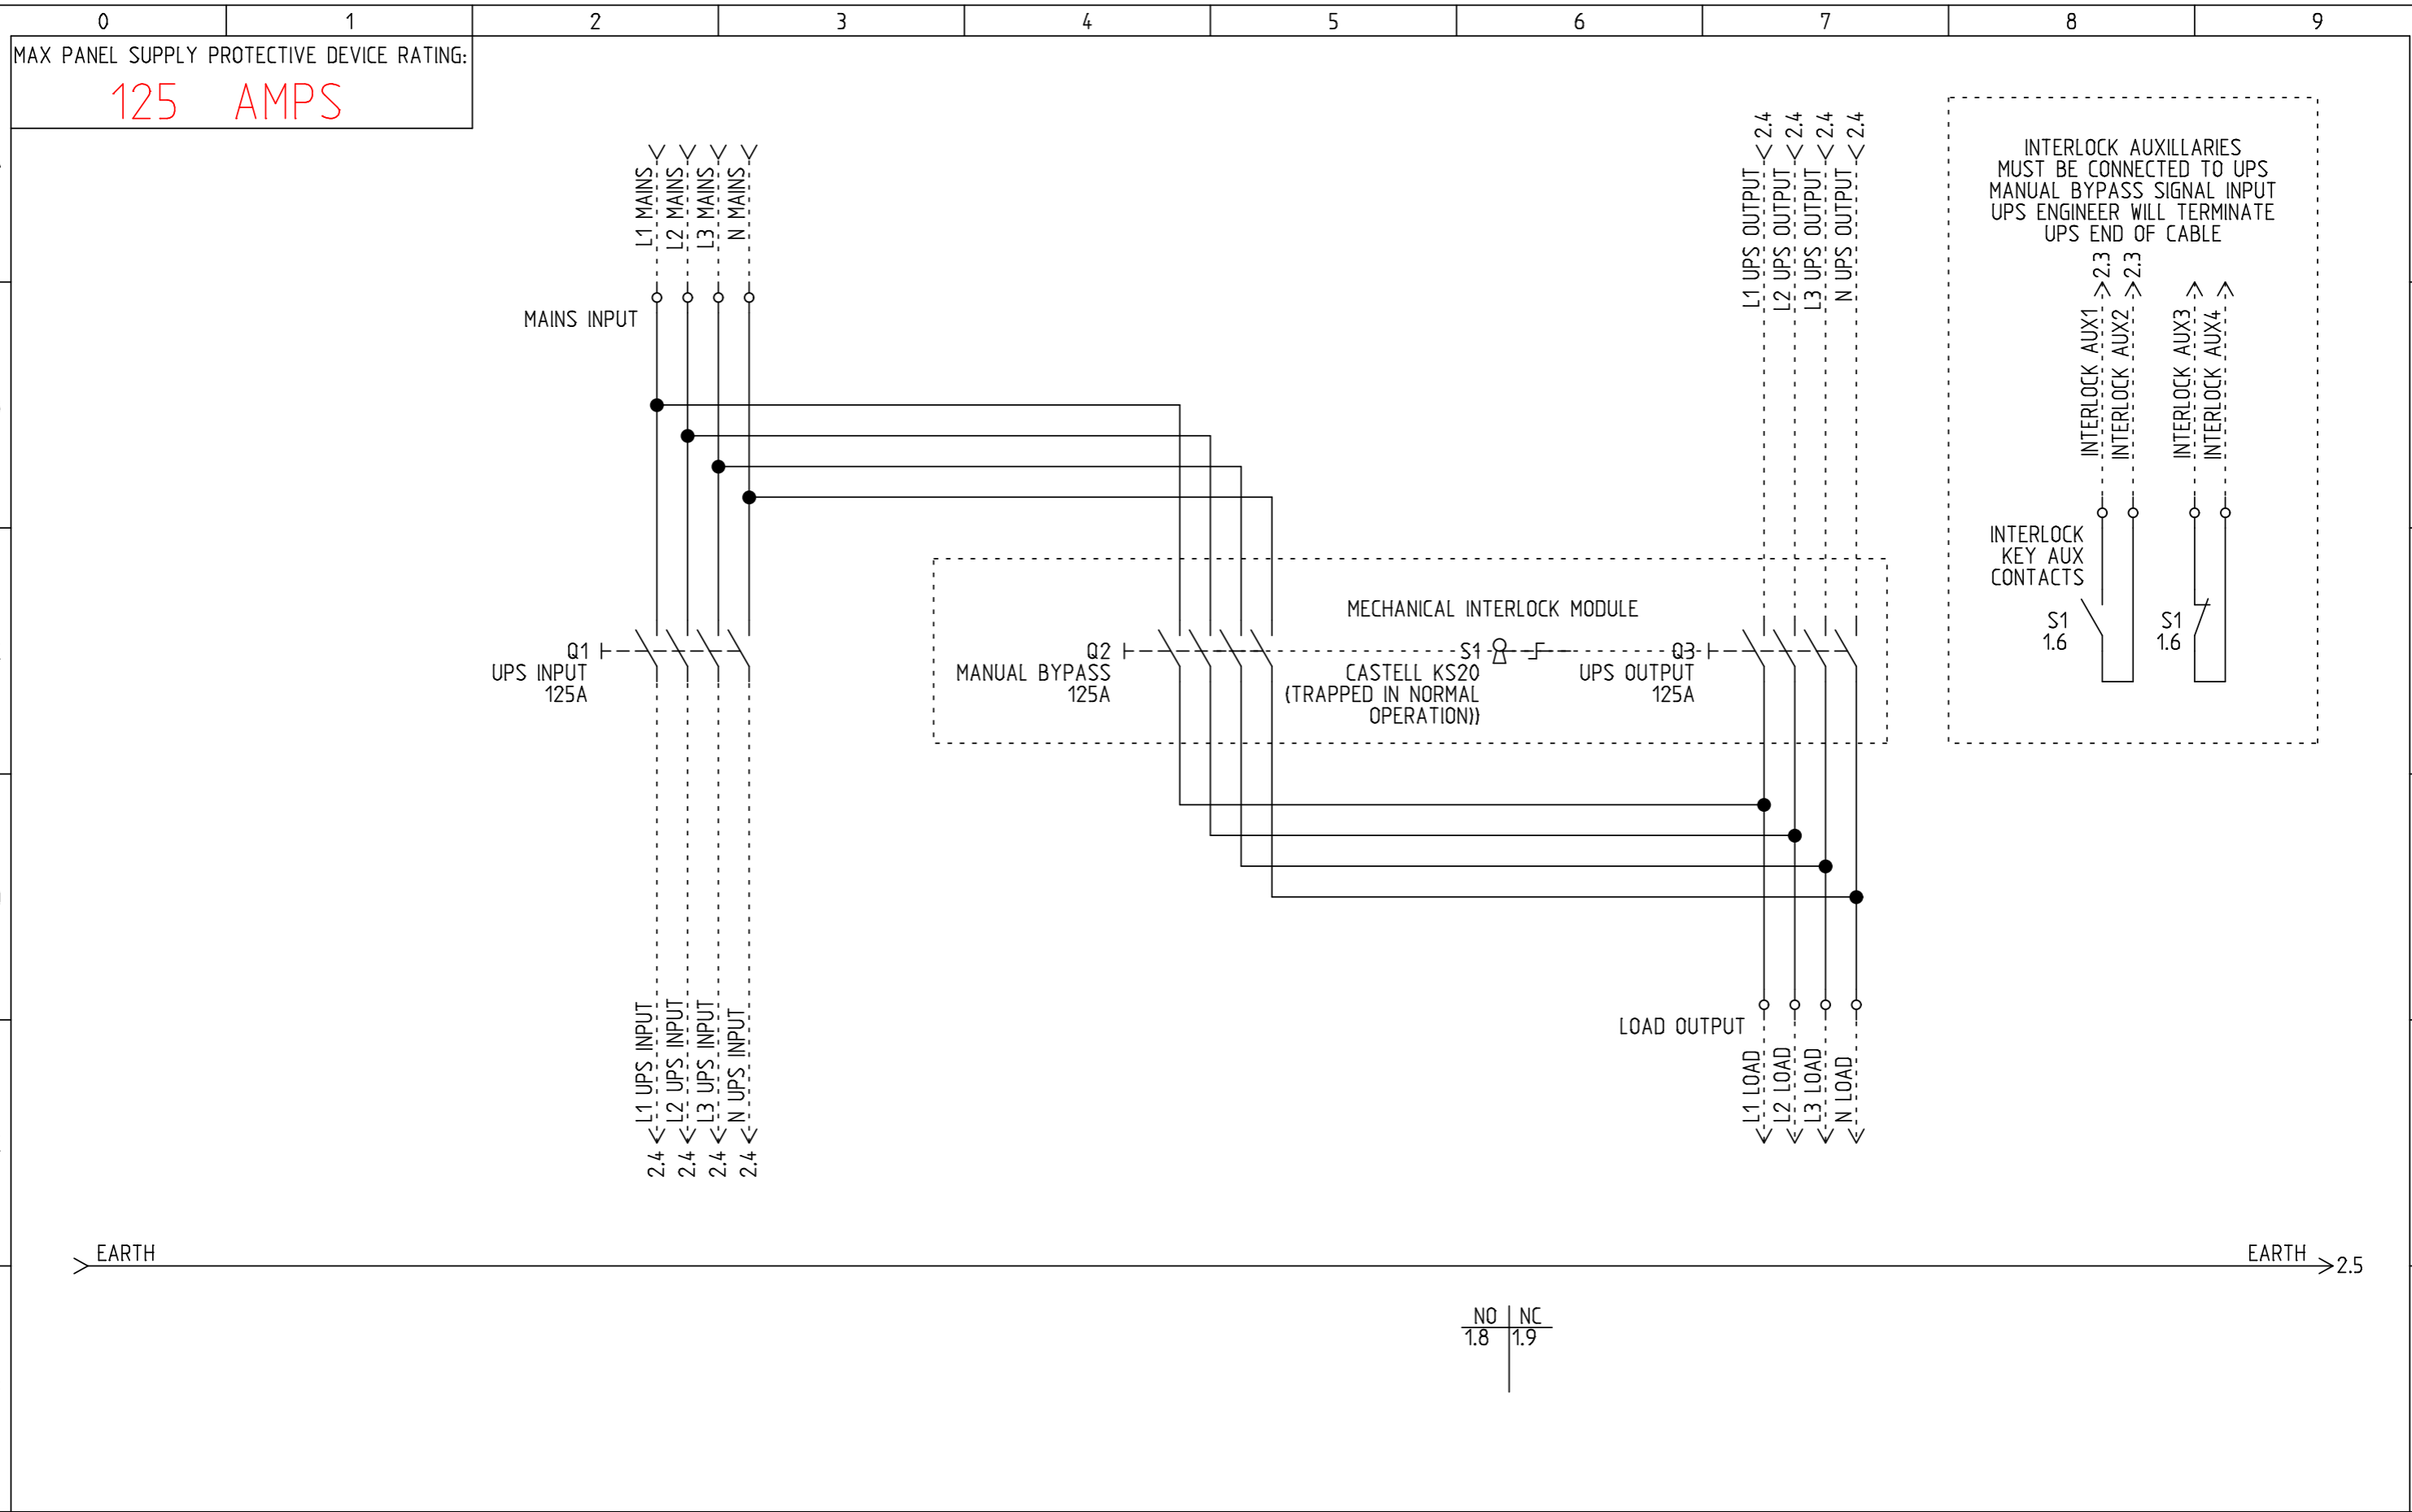 0 1 2 3 4 5 6 7 8 9
MAX PANEL SUPPLY PROTECTIVE DEVICE RATING:
125 AMPS
L1 MAINS
L2 MAINS
L3 MAINS
N MAINS
MAINS INPUT
L1 UPS OUTPUT 2.4
L2 UPS OUTPUT 2.4
L3 UPS OUTPUT 2.4
N UPS OUTPUT 2.4
INTERLOCK AUXILLARIES
MUST BE CONNECTED TO UPS
MANUAL BYPASS SIGNAL INPUT
UPS ENGINEER WILL TERMINATE
UPS END OF CABLE
INTERLOCK AUX1 2.3
INTERLOCK AUX2 2.3
INTERLOCK AUX3
INTERLOCK AUX4
INTERLOCK
KEY AUX
CONTACTS
S1
1.6
S1
1.6
Q1
UPS INPUT
125A
MECHANICAL INTERLOCK MODULE
Q2
MANUAL BYPASS
125A
S1
CASTELL KS20
(TRAPPED IN NORMAL
OPERATION))
Q3
UPS OUTPUT
125A
2.4 L1 UPS INPUT
2.4 L2 UPS INPUT
2.4 L3 UPS INPUT
2.4 N UPS INPUT
LOAD OUTPUT
L1 LOAD
L2 LOAD
L3 LOAD
N LOAD
EARTH
EARTH 2.5
NO NC
1.8 1.9